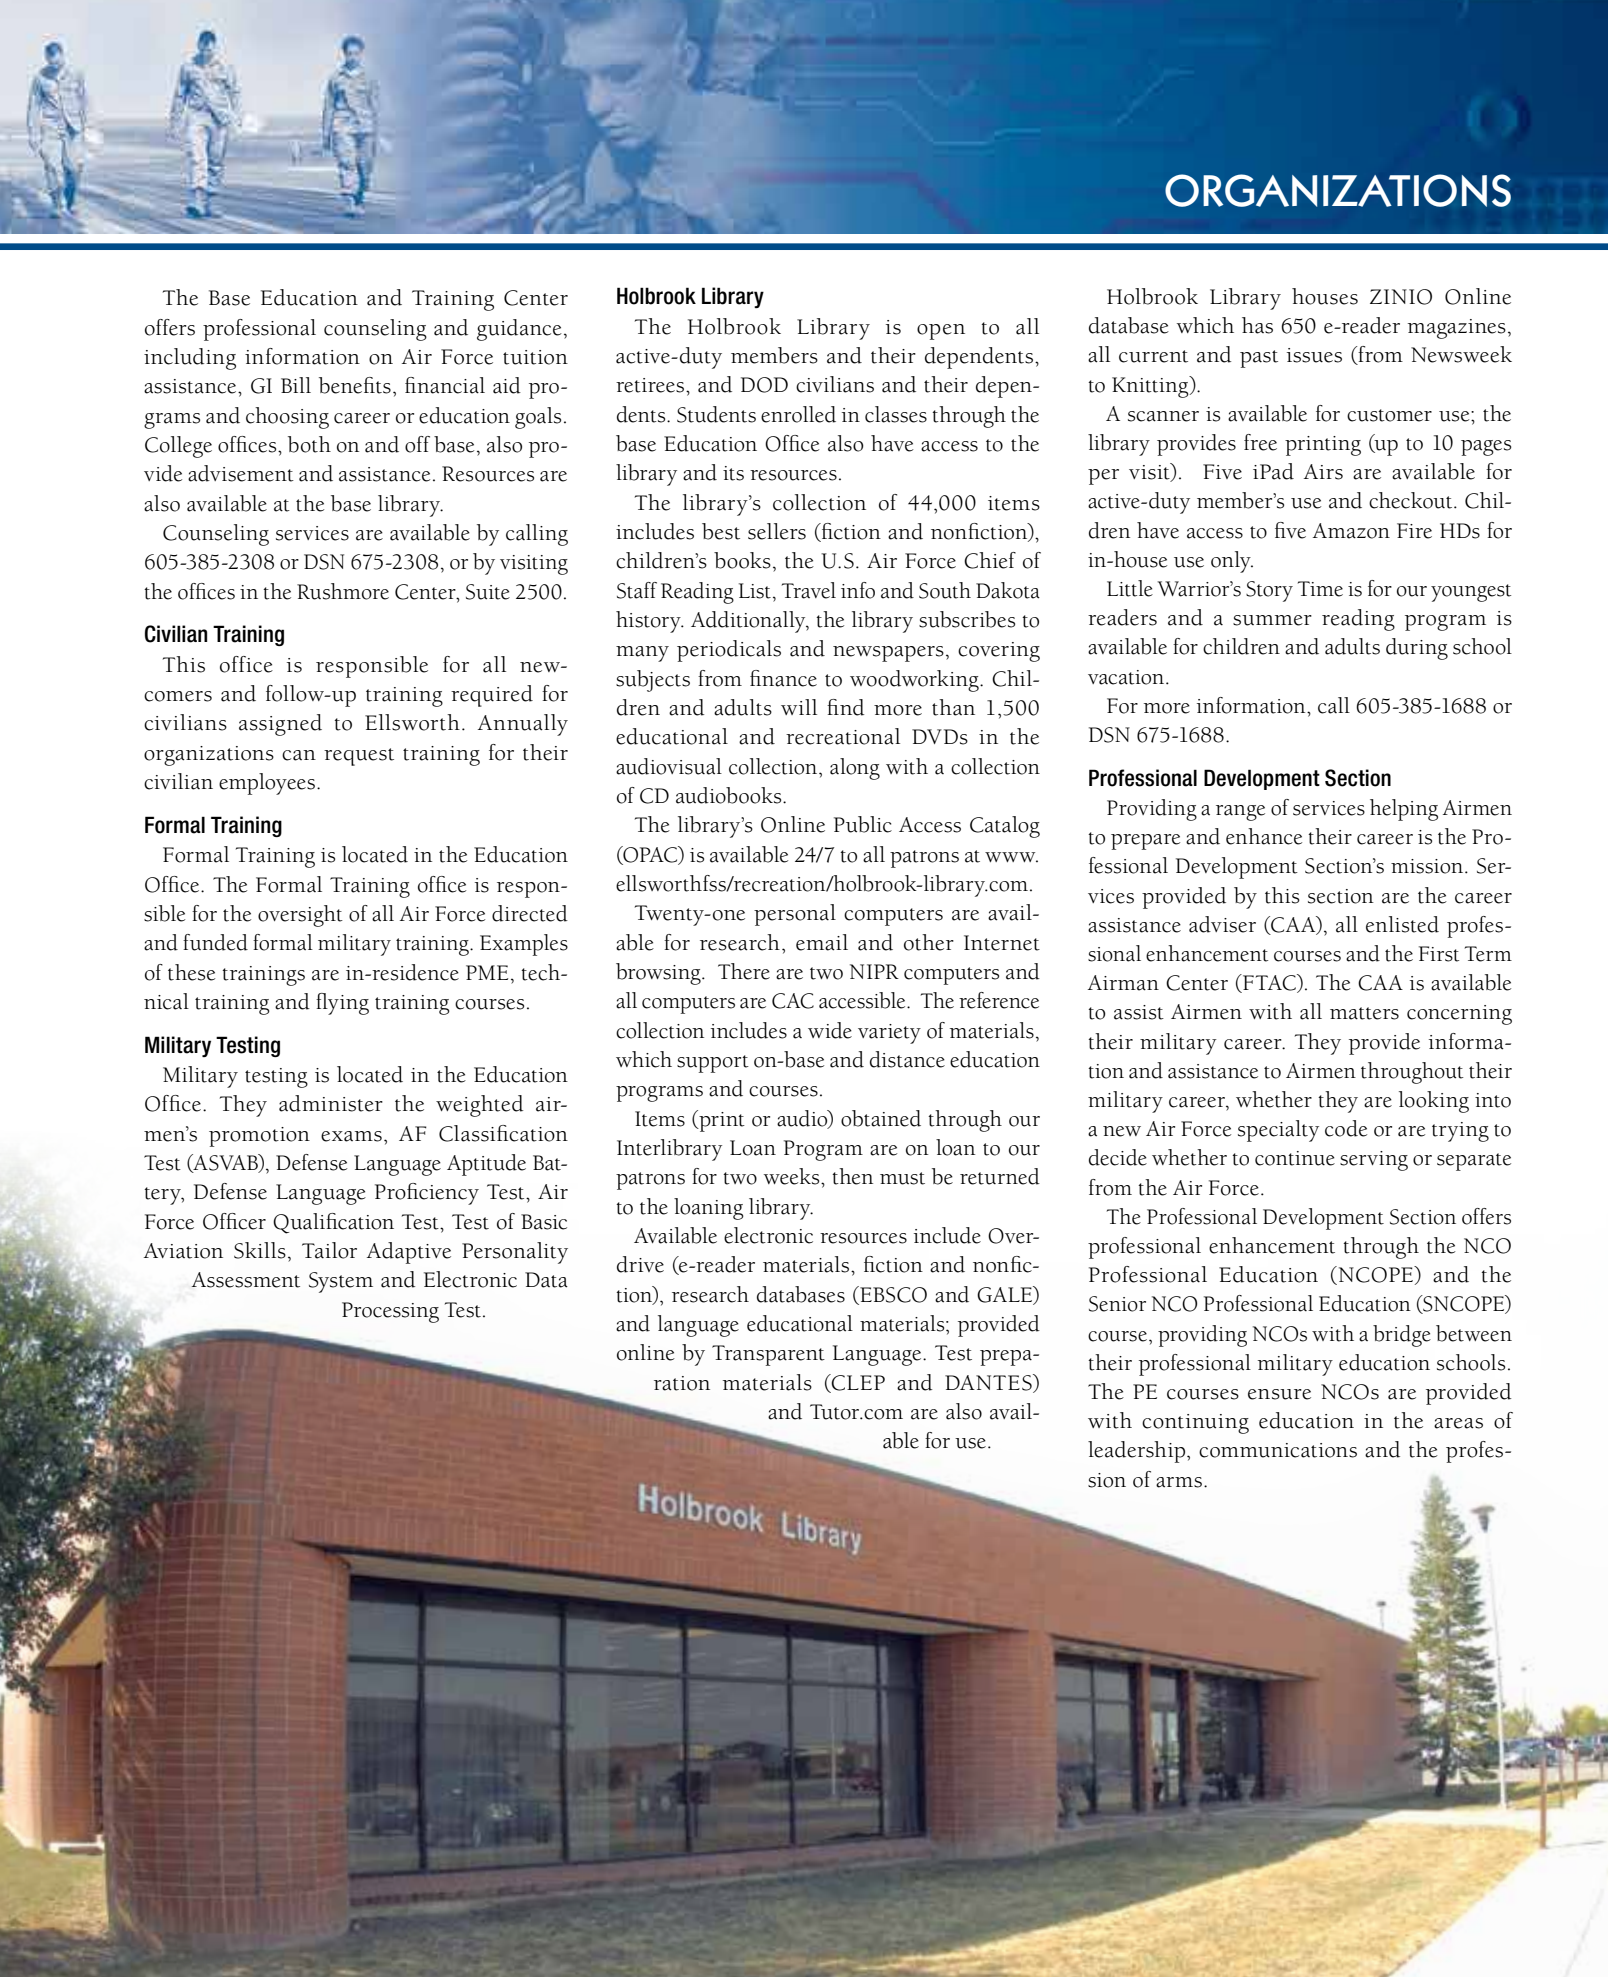 ORGANIZATIONS
The Base Education and Training Center
offers professional counseling and guidance,
including information on Air Force tuition
assistance, GI Bill benefits, financial aid pro-
grams and choosing career or education goals.
College offices, both on and off base, also pro-
vide advisement and assistance. Resources are
also available at the base library.
Counseling services are available by calling
605-385-2308 or DSN 675-2308, or by visiting
the offices in the Rushmore Center, Suite 2500.
Civilian Training
This office is responsible for all new-
comers and follow-up training required for
civilians assigned to Ellsworth. Annually
organizations can request training for their
civilian employees.
Formal Training
Formal Training is located in the Education
Office. The Formal Training office is respon-
sible for the oversight of all Air Force directed
and funded formal military training. Examples
of these trainings are in-residence PME, tech-
nical training and flying training courses.
Military Testing
Military testing is located in the Education
Office. They administer the weighted air-
men's promotion exams, AF Classification
Test (ASVAB), Defense Language Aptitude Bat-
tery, Defense Language Proficiency Test, Air
Force Officer Qualification Test, Test of Basic
Aviation Skills, Tailor Adaptive Personality
Assessment System and Electronic Data
Processing Test.
Holbrook Library
The Holbrook Library is open to all
active-duty members and their dependents,
retirees, and DOD civilians and their depen-
dents. Students enrolled in classes through the
base Education Office also have access to the
library and its resources.
The library's collection of 44,000 items
includes best sellers (fiction and nonfiction),
children's books, the U.S. Air Force Chief of
Staff Reading List, Travel info and South Dakota
history. Additionally, the library subscribes to
many periodicals and newspapers, covering
subjects from finance to woodworking. Chil-
dren and adults will find more than 1,500
educational and recreational DVDs in the
audiovisual collection, along with a collection
of CD audiobooks.
The library's Online Public Access Catalog
(OPAC) is available 24/7 to all patrons at www.
ellsworthfss/recreation/holbrook-library.com.
Twenty-one personal computers are avail-
able for research, email and other Internet
browsing. There are two NIPR computers and
all computers are CAC accessible. The reference
collection includes a wide variety of materials,
which support on-base and distance education
programs and courses.
Items (print or audio) obtained through our
Interlibrary Loan Program are on loan to our
patrons for two weeks, then must be returned
to the loaning library.
Available electronic resources include Over-
drive (e-reader materials, fiction and nonfic-
tion), research databases (EBSCO and GALE)
and language educational materials; provided
online by Transparent Language. Test prepa-
ration materials (CLEP and DANTES)
and Tutor.com are also avail-
able for use.
Holbrook Library houses ZINIO Online
database which has 650 e-reader magazines,
all current and past issues (from Newsweek
to Knitting).
A scanner is available for customer use; the
library provides free printing (up to 10 pages
per visit). Five iPad Airs are available for
active-duty member's use and checkout. Chil-
dren have access to five Amazon Fire HDs for
in-house use only.
Little Warrior's Story Time is for our youngest
readers and a summer reading program is
available for children and adults during school
vacation.
For more information, call 605-385-1688 or
DSN 675-1688.
Professional Development Section
Providing a range of services helping Airmen
to prepare and enhance their career is the Pro-
fessional Development Section's mission. Ser-
vices provided by this section are the career
assistance adviser (CAA), all enlisted profes-
sional enhancement courses and the First Term
Airman Center (FTAC). The CAA is available
to assist Airmen with all matters concerning
their military career. They provide informa-
tion and assistance to Airmen throughout their
military career, whether they are looking into
a new Air Force specialty code or are trying to
decide whether to continue serving or separate
from the Air Force.
The Professional Development Section offers
professional enhancement through the NCO
Professional Education (NCOPE) and the
Senior NCO Professional Education (SNCOPE)
course, providing NCOs with a bridge between
their professional military education schools.
The PE courses ensure NCOs are provided
with continuing education in the areas of
leadership, communications and the profes-
sion of arms.
Holbrook Library